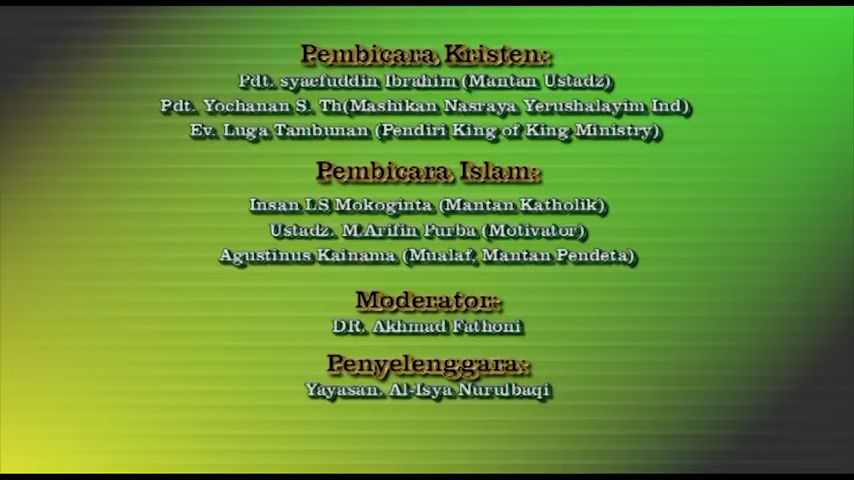 Pembicara Kristen:
Pdt. syaefuddin Ibrahim (Mantan Ustadz)
Pdt. Yochanan S. Th(Mashikan Nasraya Yerushalayim Ind)
Ev. Luga Tambunan (Pendiri King of King Ministry)
Pembicara Islam:
Insan LS Mokoginta (Mantan Katholik)
Ustadz. M.Arifin Purba (Motivator)
Agustinus Kainama (Mualaf, Mantan Pendeta)
Moderator:
DR. Akhmad Fathoni
Penyelenggara:
Yayasan. Al-Isya Nurulbaqi